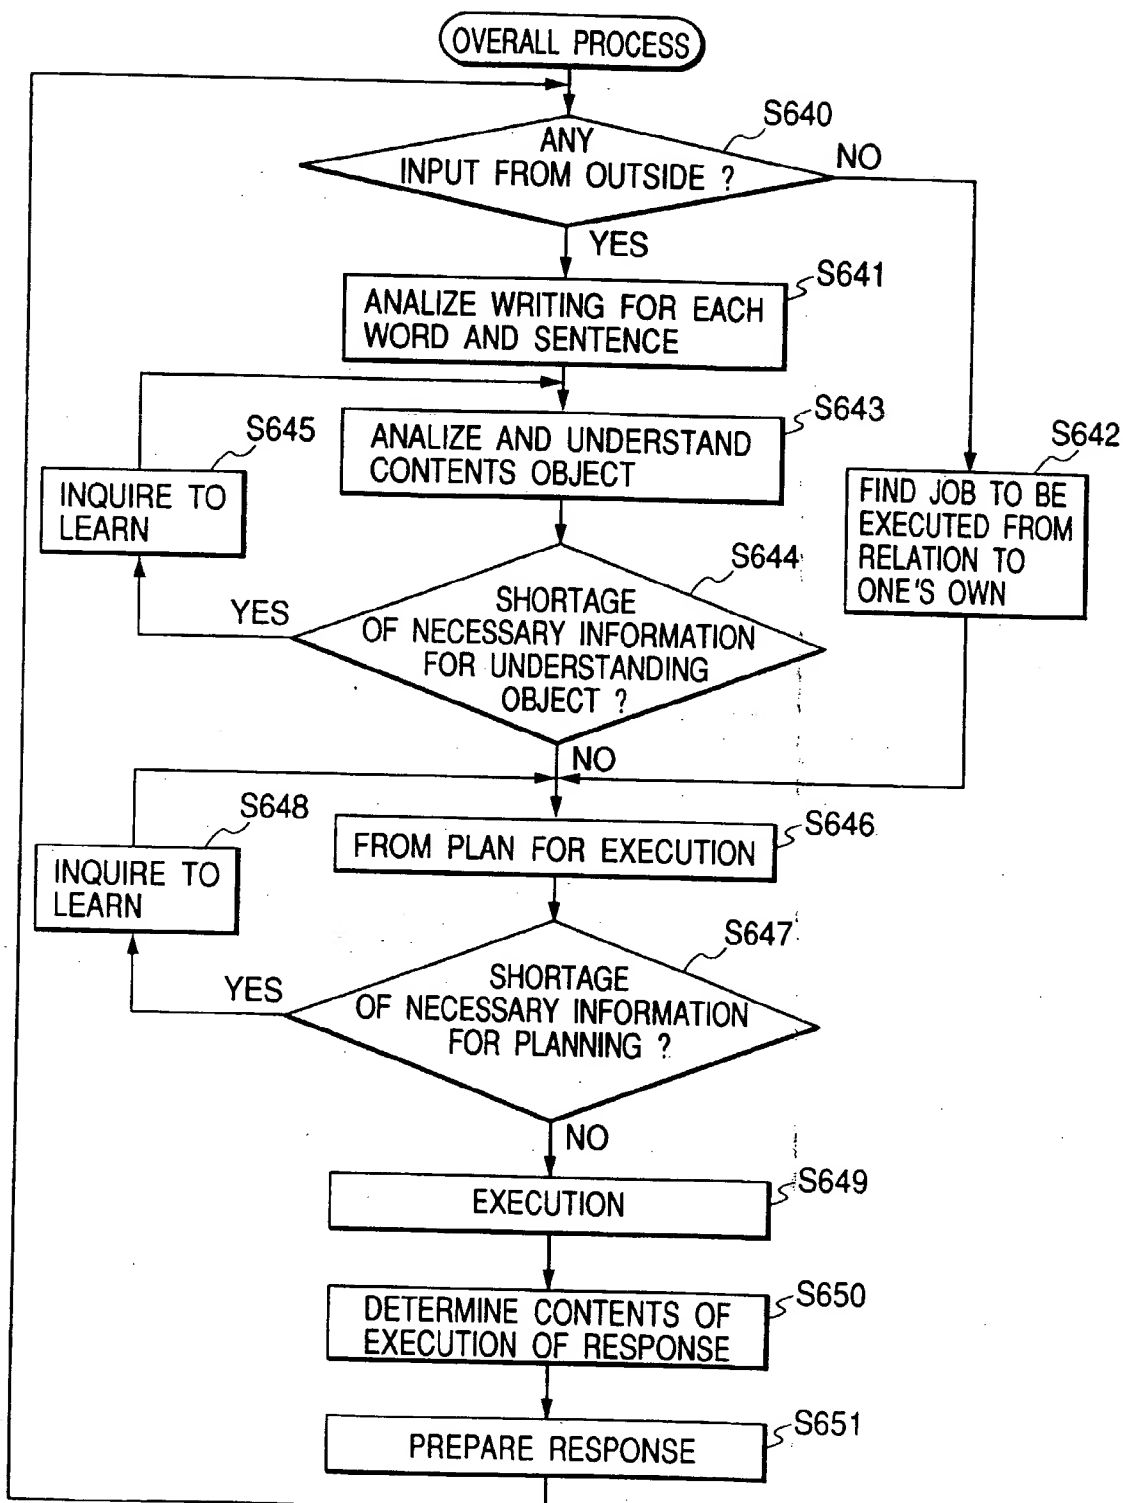 OVERALL PROCESS
S640
ANY
INPUT FROM OUTSIDE ?
NO
YES
S641
ANALIZE WRITING FOR EACH
WORD AND SENTENCE
S643
ANALIZE AND UNDERSTAND
CONTENTS OBJECT
S645
INQUIRE TO
LEARN
S642
FIND JOB TO BE
EXECUTED FROM
RELATION TO
ONE'S OWN
S644
YES
SHORTAGE
OF NECESSARY INFORMATION
FOR UNDERSTANDING
OBJECT ?
NO
S648
INQUIRE TO
LEARN
S646
FROM PLAN FOR EXECUTION
S647
YES
SHORTAGE
OF NECESSARY INFORMATION
FOR PLANNING ?
NO
S649
EXECUTION
S650
DETERMINE CONTENTS OF
EXECUTION OF RESPONSE
S651
PREPARE RESPONSE